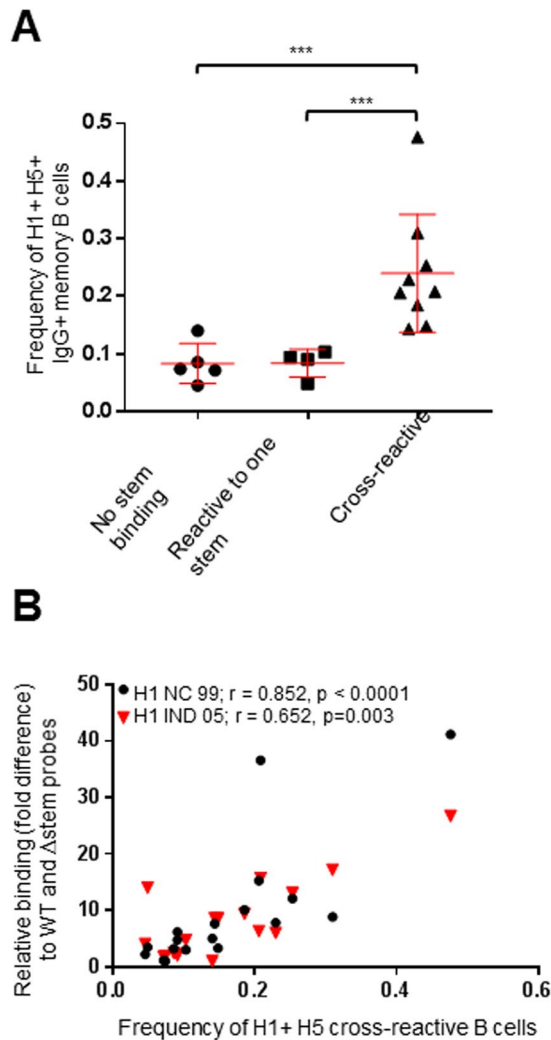 A
***
***
Frequency of H1+ H5+
IgG+ memory B cells
0.5
0.4
0.3
0.2
0.1
0.0
No stem
binding
Reactive to one
stem
Cross-reactive
B
Relative binding (fold difference)
to WT and Δstem probes
50
40
30
20
10
0
H1 NC 99; r = 0.852, p < 0.0001
H1 IND 05; r = 0.652, p=0.003
0.0
0.2
0.4
0.6
Frequency of H1+ H5 cross-reactive B cells